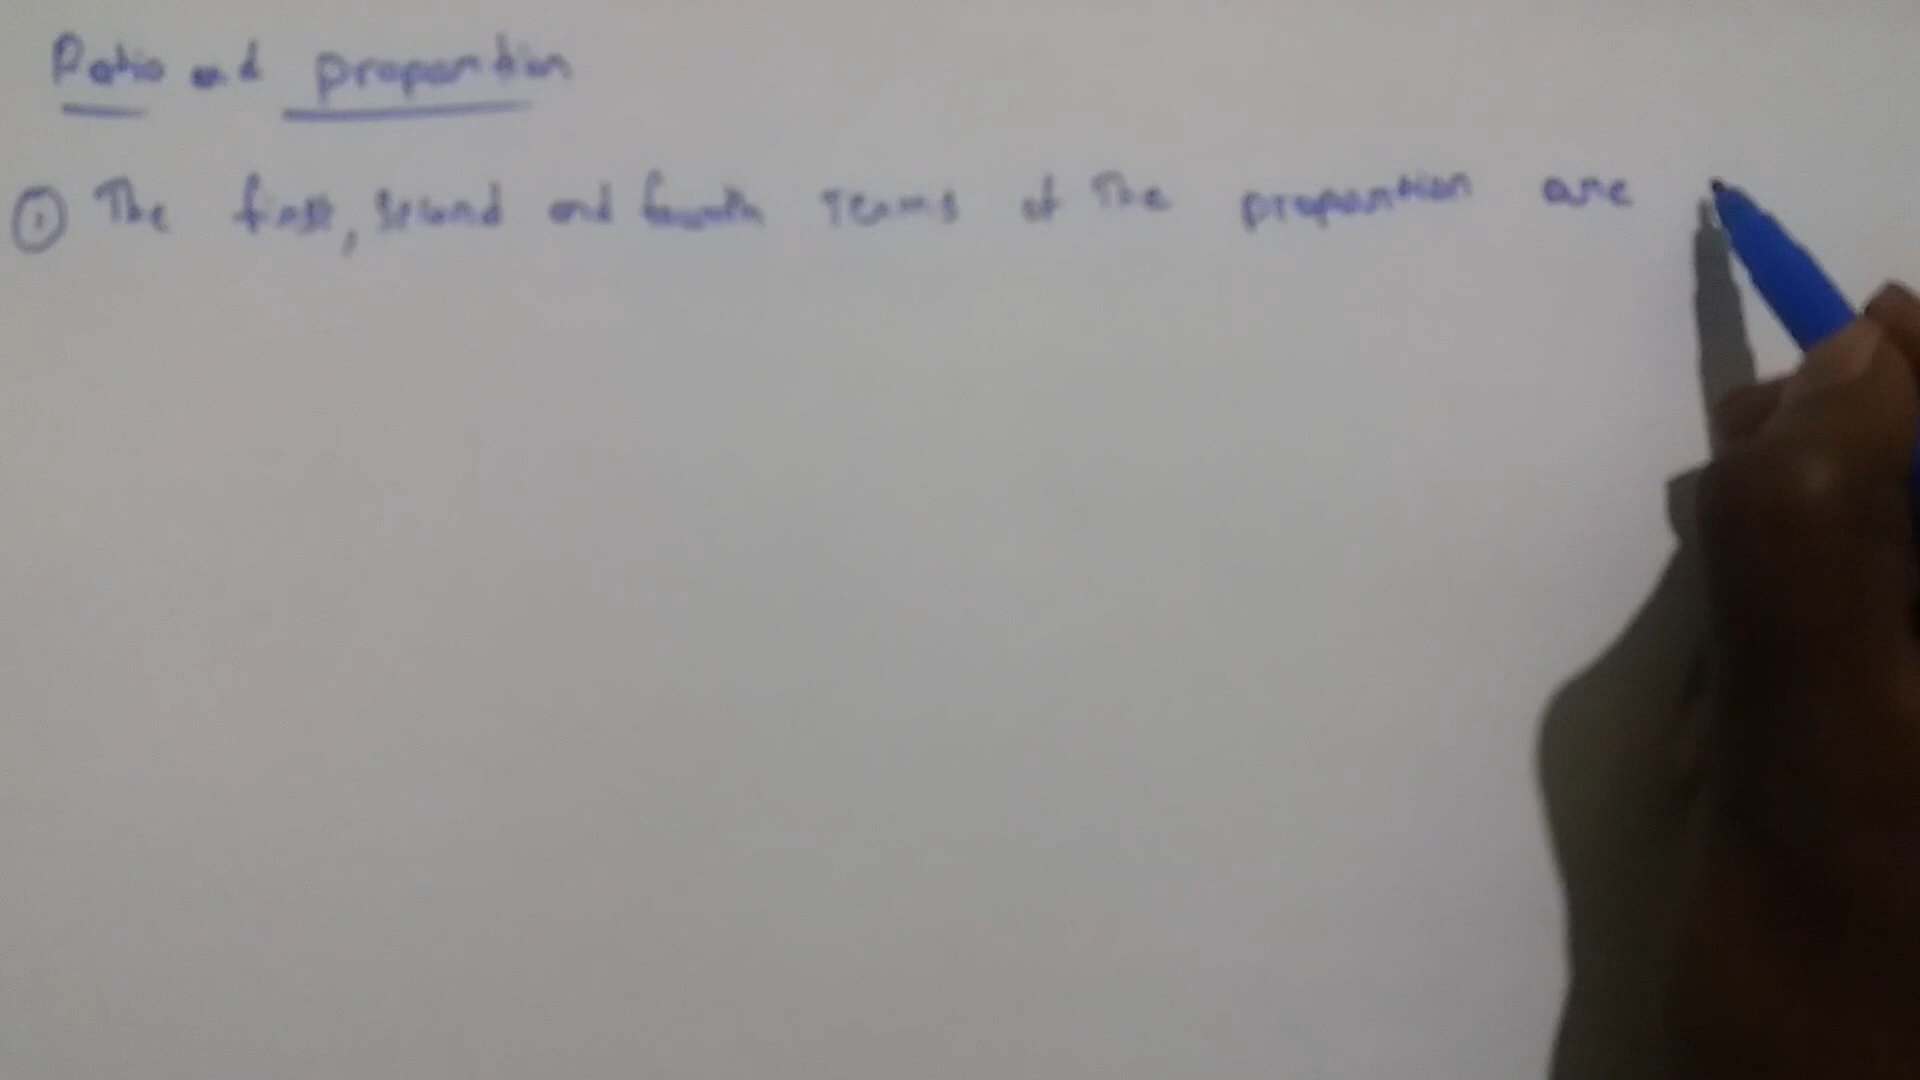 Ratio and proportion
① The first, second and fourth Terms of The proportion are